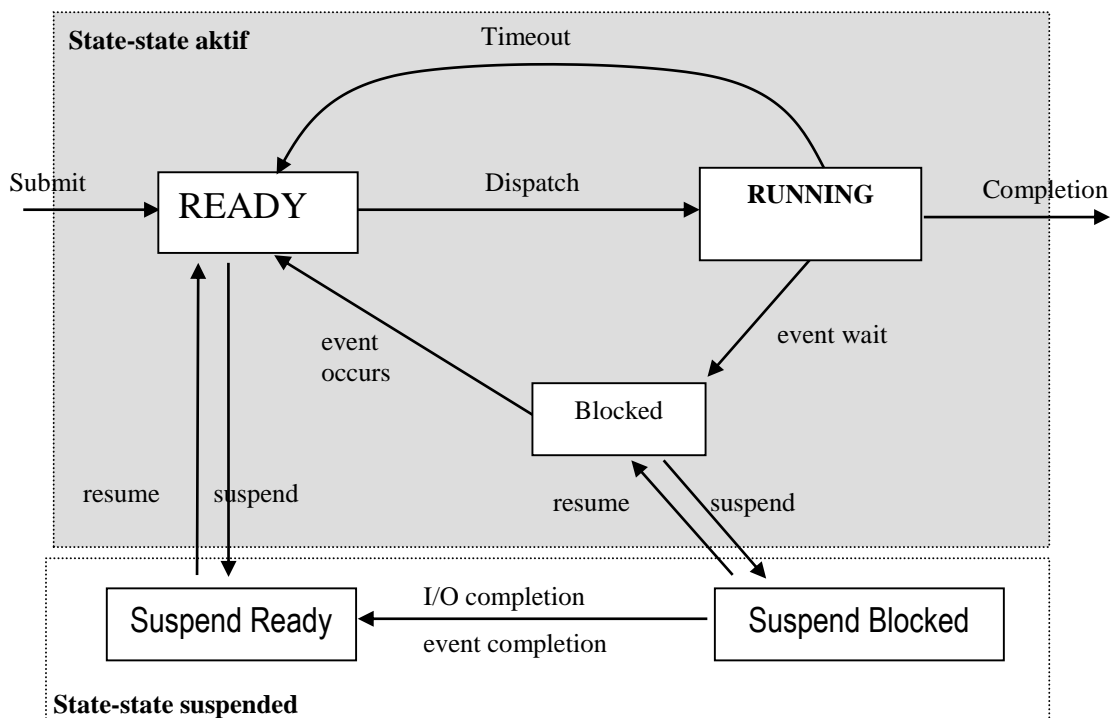 State-state aktif
Timeout
Submit
READY
Dispatch
RUNNING
Completion
event
occurs
event wait
Blocked
resume
suspend
resume
suspend
Suspend Ready
I/O completion
event completion
Suspend Blocked
State-state suspended